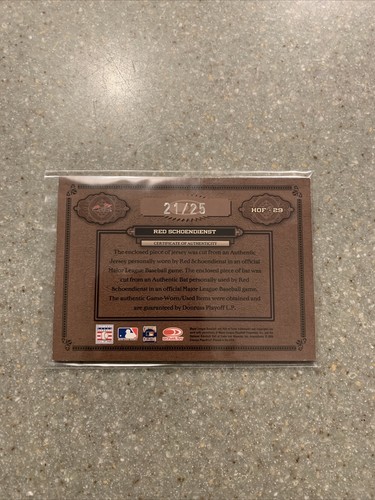 21/25
HOF - 29
RED SCHOENDIENST
CERTIFICATE OF AUTHENTICITY
The enclosed piece of jersey was cut from an Authentic
Jersey personally worn by Red Schoendienst in an official
Major League Baseball game. The enclosed piece of bat was
cut from an Authentic Bat personally used by Red
Schoendienst in an official Major League Baseball game.
The authentic Game-Worn/Used Items were obtained and
are guaranteed by Donruss Playoff L.P.